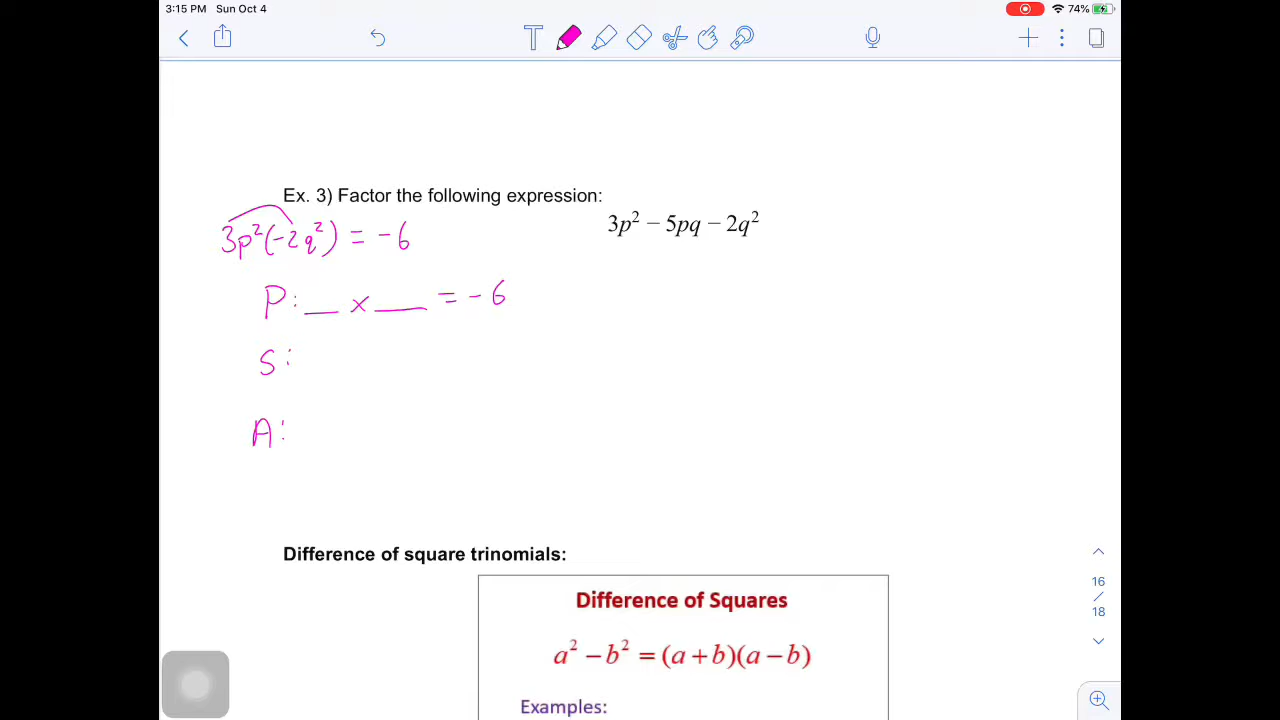 3:15 PM Sun Oct 4
74%
Ex. 3) Factor the following expression:
3p² − 5pq − 2q²
3p²(−2q²) = −6
P: __ × __ = −6
S:
A:
Difference of square trinomials:
16
/
18
Difference of Squares
a² − b² = (a + b)(a − b)
Examples: